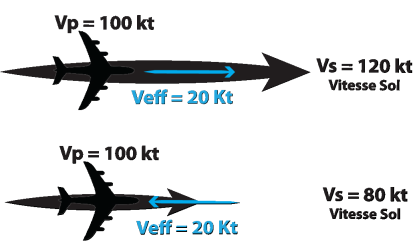 Vp = 100 kt
Vs = 120 kt
Vitesse Sol
Veff = 20 Kt
Vp = 100 kt
Vs = 80 kt
Vitesse Sol
Veff = 20 Kt